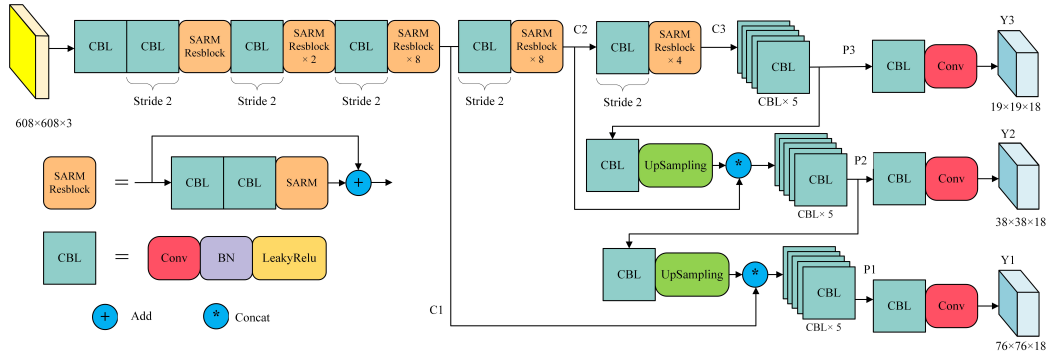 C2
C3
P3
Y3
CBL
CBL
SARM
Resblock
CBL
SARM
Resblock
× 2
CBL
SARM
Resblock
× 8
CBL
SARM
Resblock
× 8
CBL
SARM
Resblock
× 4
CBL
CBL× 5
CBL
Conv
19×19×18
Stride 2
Stride 2
Stride 2
Stride 2
Stride 2
608×608×3
CBL
UpSampling
*
CBL
CBL× 5
P2
CBL
Conv
Y2
38×38×18
SARM
Resblock
=
CBL
CBL
SARM
+
CBL
=
Conv
BN
LeakyRelu
CBL
UpSampling
*
CBL
CBL× 5
P1
CBL
Conv
Y1
76×76×18
C1
+
Add
*
Concat